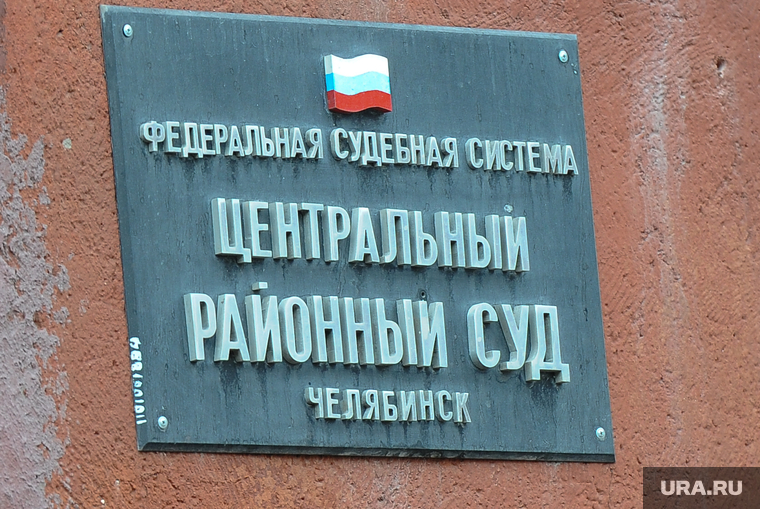 ФЕДЕРАЛЬНАЯ СУДЕБНАЯ СИСТЕМА
ЦЕНТРАЛЬНЫЙ
РАЙОННЫЙ СУД
ЧЕЛЯБИНСК
URA.RU